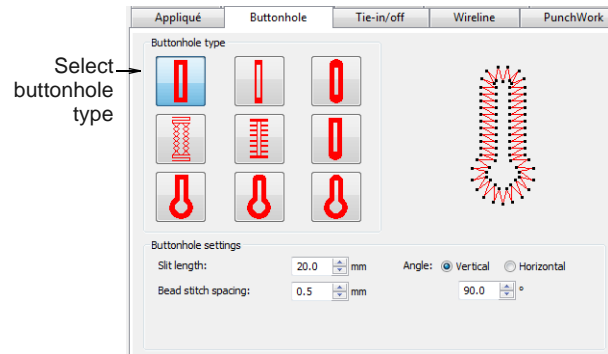 Appliqué Buttonhole Tie-in/off Wireline PunchWork
Buttonhole type
Select
buttonhole
type
Buttonhole settings
Slit length: 20.0 mm Angle: Vertical Horizontal
Bead stitch spacing: 0.5 mm 90.0 °